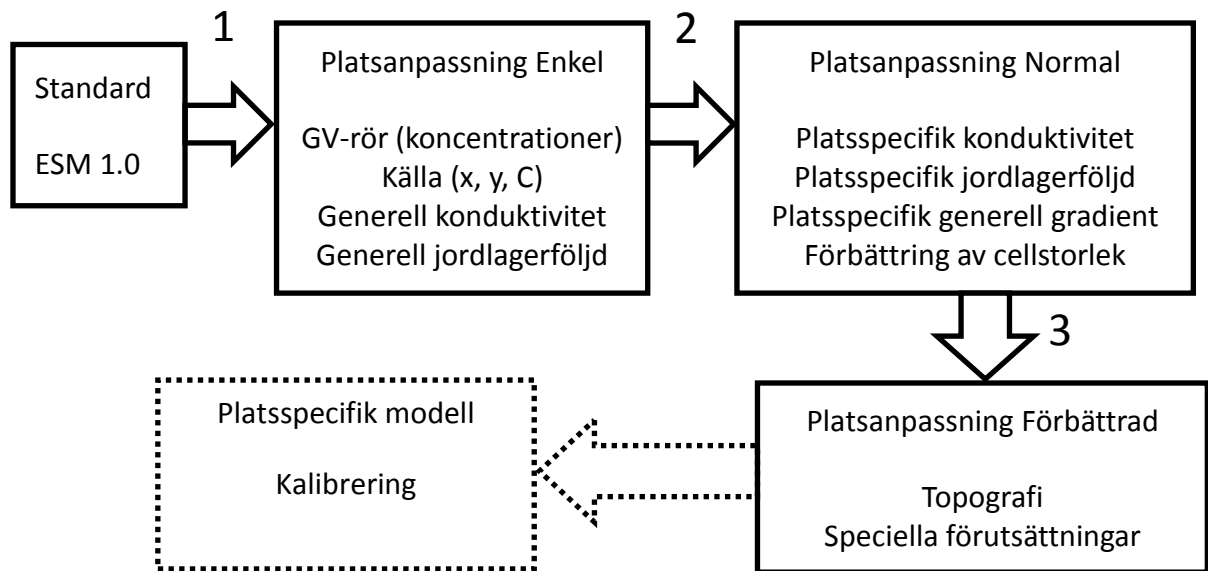 1
Standard
ESM 1.0
Platsanpassning Enkel
GV-rör (koncentrationer)
Källa (x, y, C)
Generell konduktivitet
Generell jordlagerföljd
2
Platsanpassning Normal
Platsspecifik konduktivitet
Platsspecifik jordlagerföljd
Platsspecifik generell gradient
Förbättring av cellstorlek
3
Platsanpassning Förbättrad
Topografi
Speciella förutsättningar
Platsspecifik modell
Kalibrering